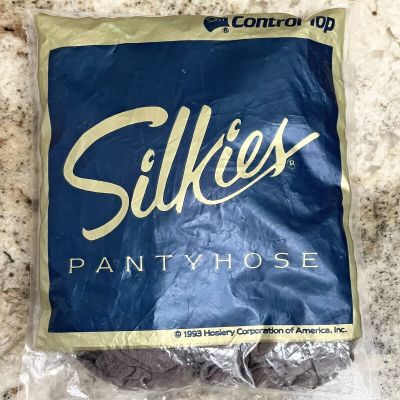 Control Top
®
Silkies®
PANTYHOSE
© 1993 Hosiery Corporation of America, Inc.